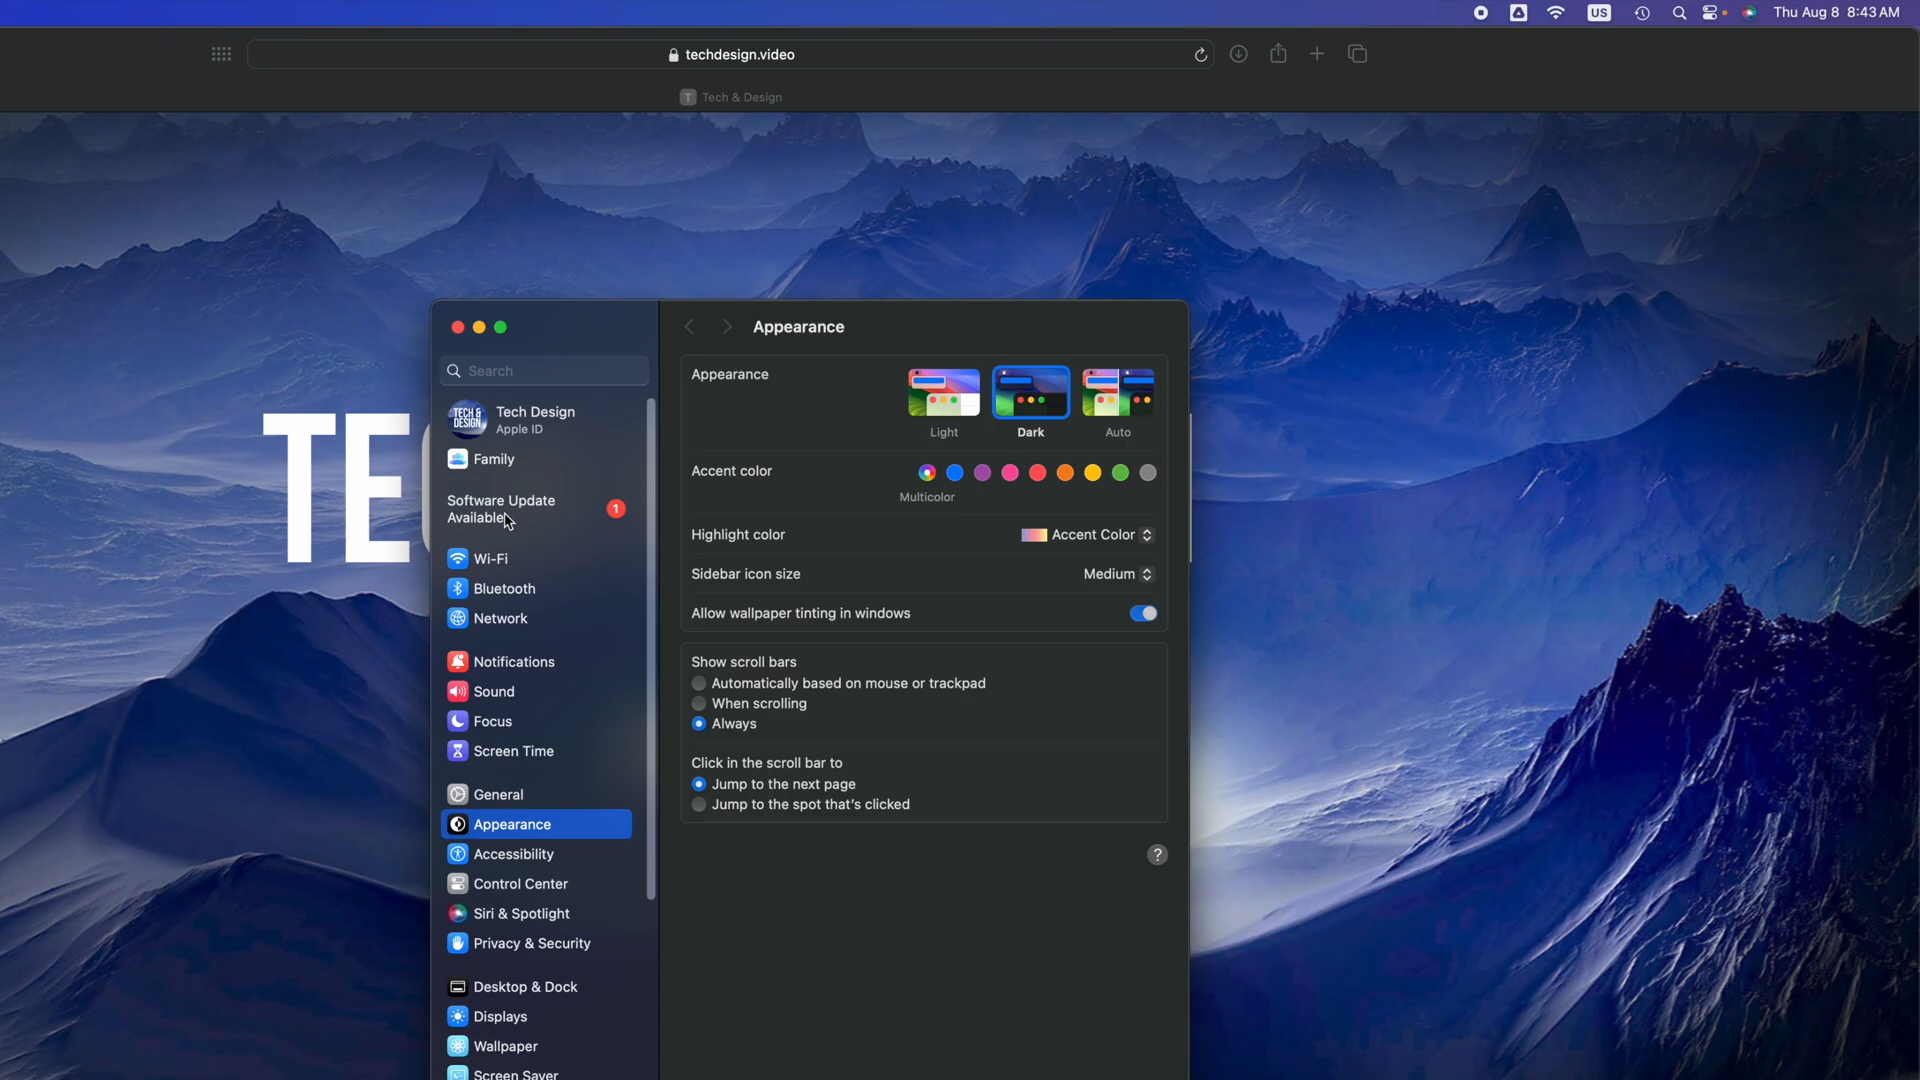 US
Thu Aug 8 8:43 AM
techdesign.video
T Tech & Design
TE
Appearance
Search
TECH &
DESIGN
Tech Design
Apple ID
Family
Software Update
Available
1
Wi-Fi
Bluetooth
Network
Notifications
Sound
Focus
Screen Time
General
Appearance
Accessibility
Control Center
Siri & Spotlight
Privacy & Security
Desktop & Dock
Displays
Wallpaper
Screen Saver
Appearance
Light
Dark
Auto
Accent color
Multicolor
Highlight color
Accent Color
Sidebar icon size
Medium
Allow wallpaper tinting in windows
Show scroll bars
Automatically based on mouse or trackpad
When scrolling
Always
Click in the scroll bar to
Jump to the next page
Jump to the spot that's clicked
?